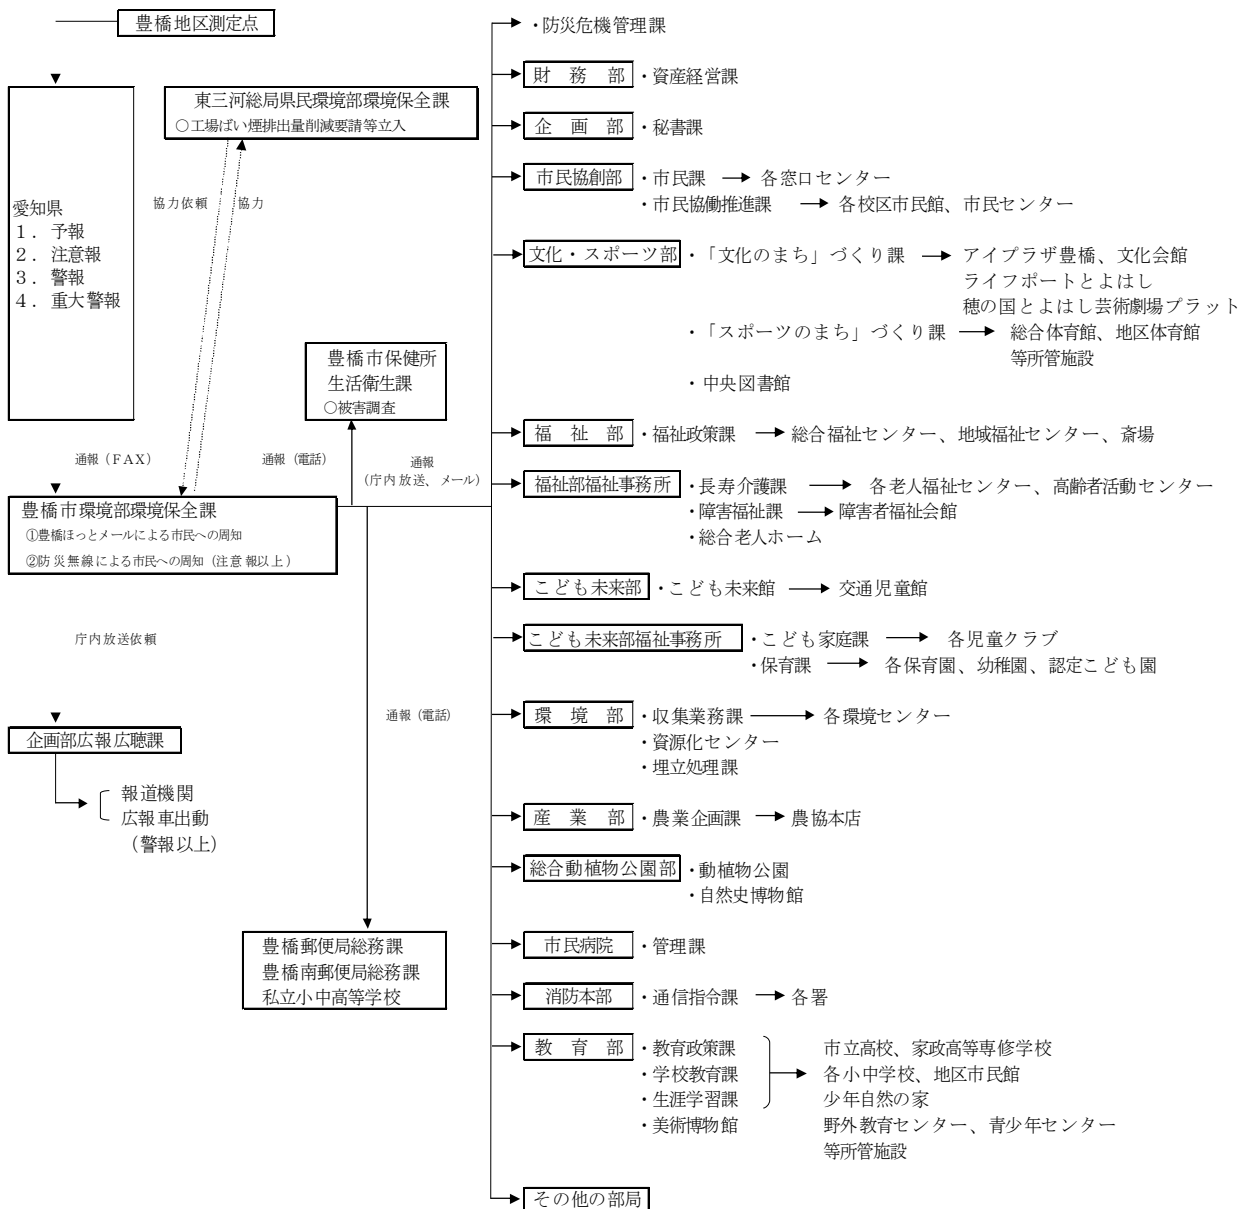 豊橋地区測定点
愛知県
１．予報
２．注意報
３．警報
４．重大警報
東三河総局県民環境部環境保全課
○工場ばい煙排出量削減要請等立入
協力依頼
協力
豊橋市保健所
生活衛生課
○被害調査
通報（ＦＡＸ）
通報（電話）
通報
（庁内放送、メール）
豊橋市環境部環境保全課
①豊橋ほっとメールによる市民への周知
②防災無線による市民への周知（注意報以上）
庁内放送依頼
通報（電話）
企画部広報広聴課
報道機関
広報車出動
（警報以上）
豊橋郵便局総務課
豊橋南郵便局総務課
私立小中高等学校
・防災危機管理課
財務部 ・資産経営課
企画部 ・秘書課
市民協創部 ・市民課 各窓口センター
・市民協働推進課 各校区市民館、市民センター
文化・スポーツ部 ・「文化のまち」づくり課 アイプラザ豊橋、文化会館
ライフポートとよはし
穂の国とよはし芸術劇場プラット
・「スポーツのまち」づくり課 総合体育館、地区体育館
等所管施設
・中央図書館
福祉部 ・福祉政策課 総合福祉センター、地域福祉センター、斎場
福祉部福祉事務所 ・長寿介護課 各老人福祉センター、高齢者活動センター
・障害福祉課 障害者福祉会館
・総合老人ホーム
こども未来部 ・こども未来館 交通児童館
こども未来部福祉事務所 ・こども家庭課 各児童クラブ
・保育課 各保育園、幼稚園、認定こども園
環境部 ・収集業務課 各環境センター
・資源化センター
・埋立処理課
産業部 ・農業企画課 農協本店
総合動植物公園部 ・動植物公園
・自然史博物館
市民病院 ・管理課
消防本部 ・通信指令課 各署
教育部 ・教育政策課 市立高校、家政高等専修学校
・学校教育課 各小中学校、地区市民館
・生涯学習課 少年自然の家
・美術博物館 野外教育センター、青少年センター
等所管施設
その他の部局